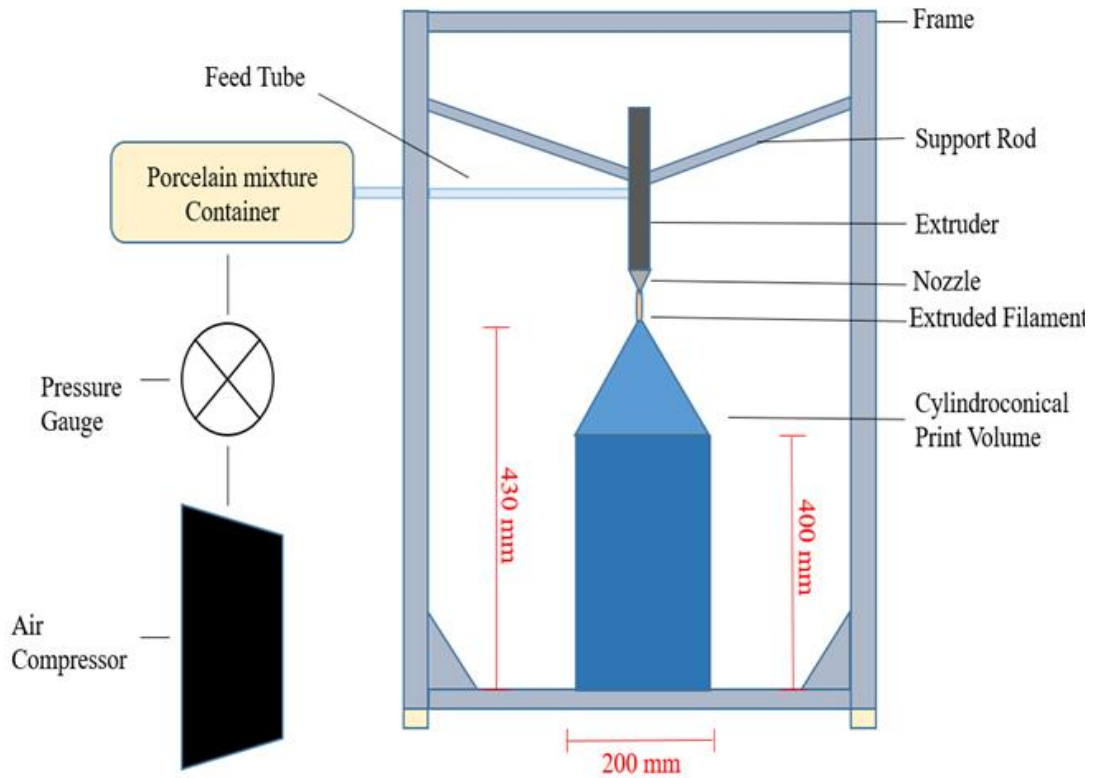 Frame
Feed Tube
Support Rod
Porcelain mixture
Container
Extruder
Nozzle
Extruded Filament
Pressure
Gauge
Cylindroconical
Print Volume
430 mm
400 mm
Air
Compressor
200 mm